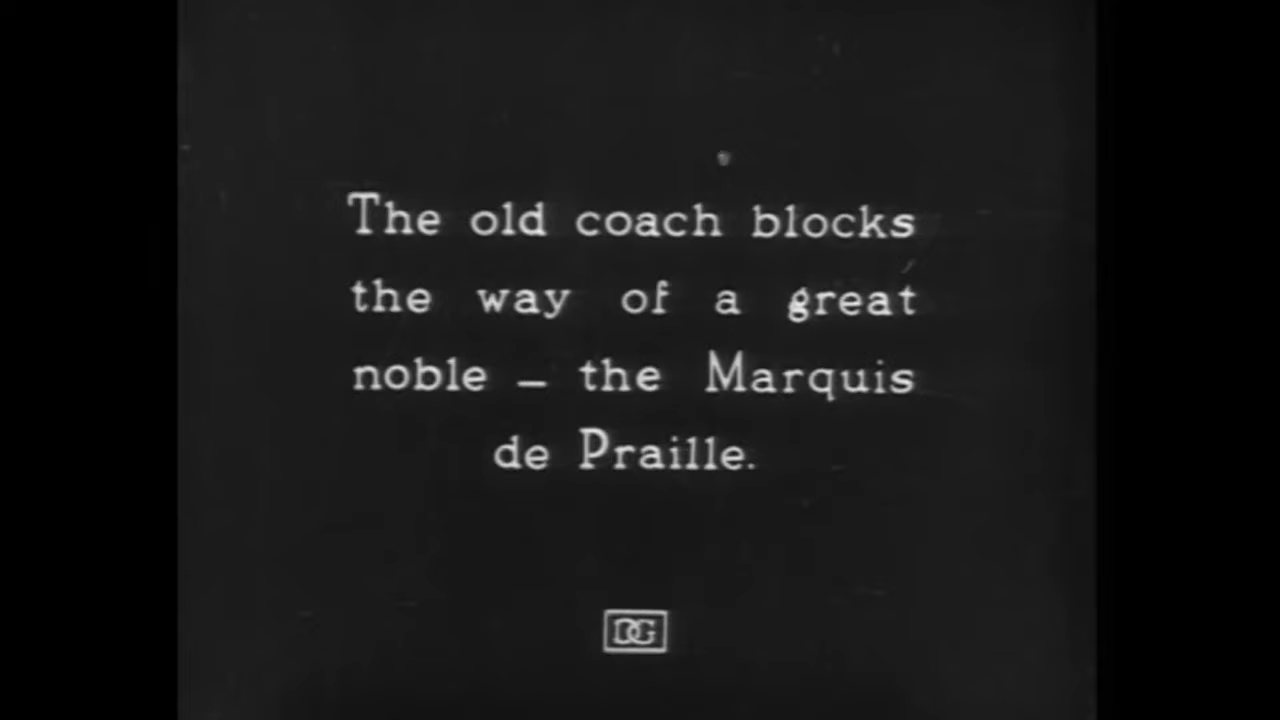 The old coach blocks
the way of a great
noble – the Marquis
de Praille.
DG